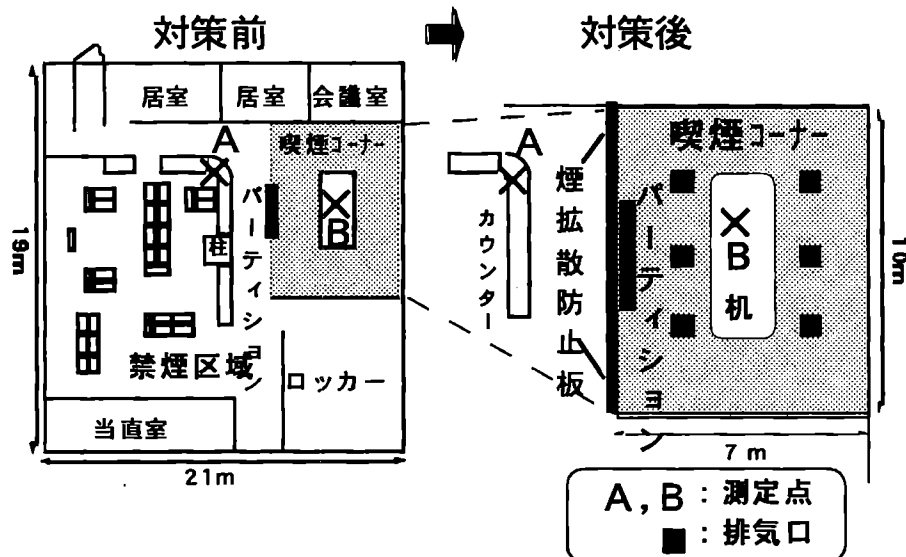 対策前
対策後
居室
居室
会議室
A
喫煙コーナー
B
パーティション
柱
禁煙区域
ロッカー
当直室
19m
21m
A
カウンター
煙拡散防止板
パーティション
喫煙コーナー
B
机
10m
7m
A,B:測定点
■:排気口